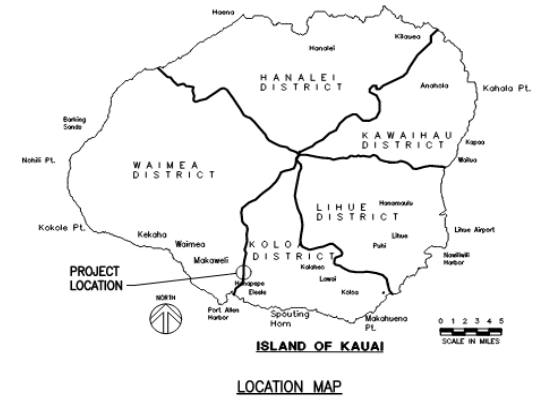 Haena
Hanalei
Kilauea
HANALEI
DISTRICT
Anahola
Kahala Pt.
Barking
Sands
KAWAIHAU
DISTRICT
Kapaa
Wailua
Nohili Pt.
WAIMEA
DISTRICT
LIHUE
DISTRICT
Hanamaulu
Kokole Pt.
Kekaha
Waimea
Makaweli
KOLOA
DISTRICT
Lihue
Puhi
Lihue Airport
Nawiliwili
Harbor
Kalaheo
Lawai
Koloa
PROJECT
LOCATION
Hanapepe
Eleele
NORTH
Port Allen
Harbor
Spouting
Horn
Makahuena
Pt.
0 1 2 3 4 5
SCALE IN MILES
ISLAND OF KAUAI
LOCATION MAP